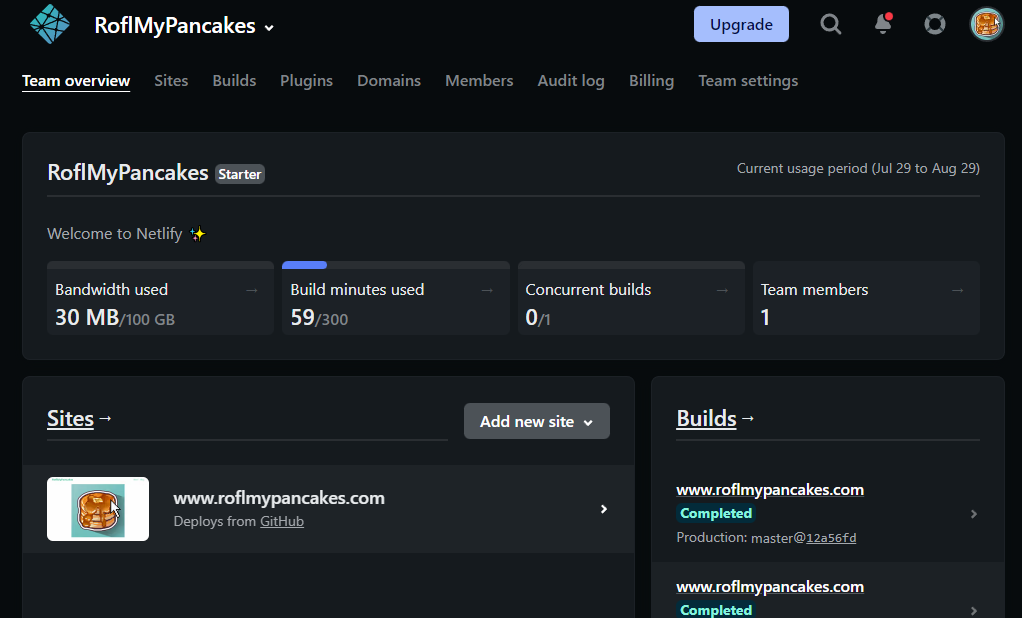 RoflMyPancakes
Upgrade
Team overview Sites Builds Plugins Domains Members Audit log Billing Team settings
RoflMyPancakes Starter
Current usage period (Jul 29 to Aug 29)
Welcome to Netlify ✨
Bandwidth used →
30 MB/100 GB
Build minutes used →
59/300
Concurrent builds →
0/1
Team members →
1
Sites →
Add new site
www.roflmypancakes.com
Deploys from GitHub
Builds →
www.roflmypancakes.com
Completed
Production: master@12a56fd
www.roflmypancakes.com
Completed